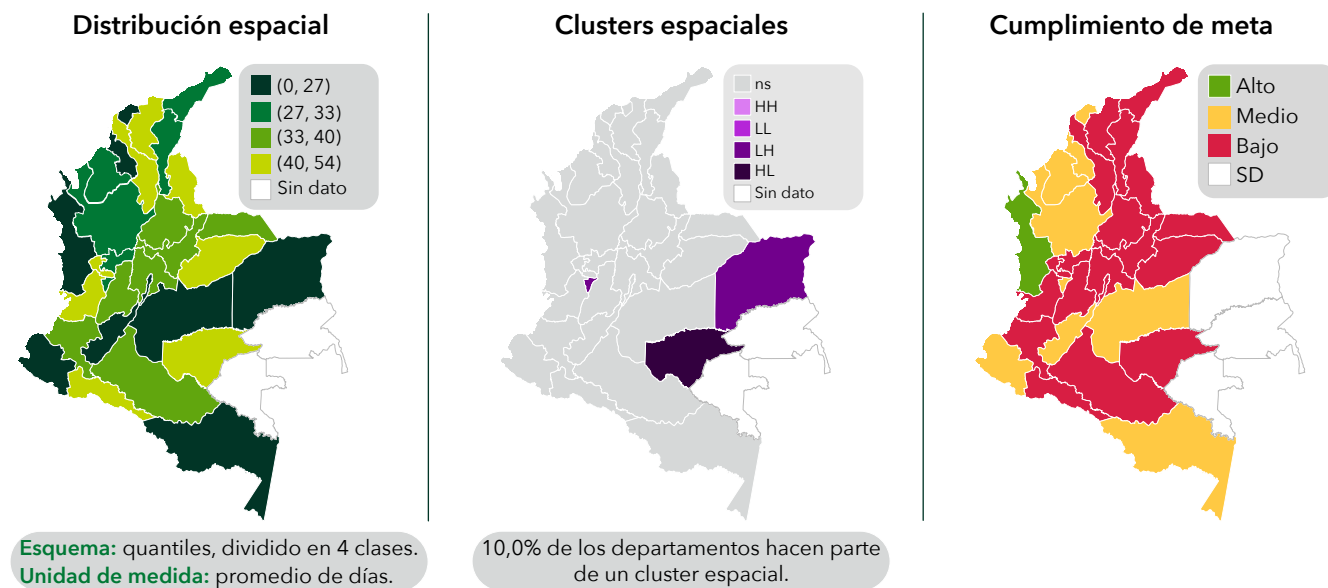 Distribución espacial
(0, 27)
(27, 33)
(33, 40)
(40, 54)
Sin dato
Esquema: quantiles, dividido en 4 clases.
Unidad de medida: promedio de días.
Clusters espaciales
ns
HH
LL
LH
HL
Sin dato
10,0% de los departamentos hacen parte
de un cluster espacial.
Cumplimiento de meta
Alto
Medio
Bajo
SD